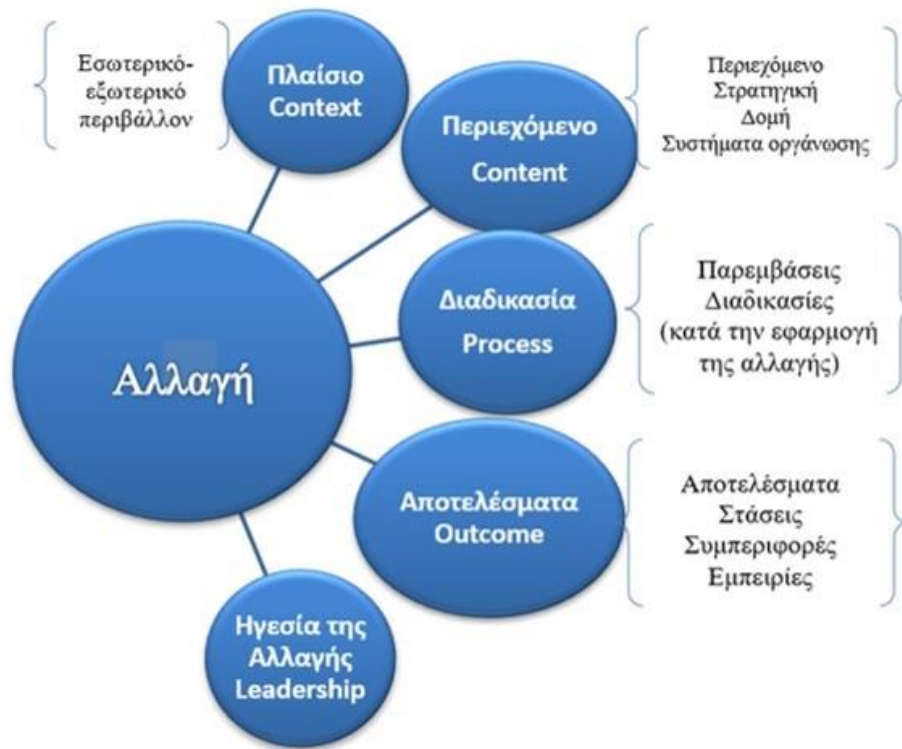 Εσωτερικό-
εξωτερικό
περιβάλλον
Πλαίσιο
Context
Περιεχόμενο
Content
Περιεχόμενο
Στρατηγική
Δομή
Συστήματα οργάνωσης
Αλλαγή
Διαδικασία
Process
Παρεμβάσεις
Διαδικασίες
(κατά την εφαρμογή
της αλλαγής)
Αποτελέσματα
Outcome
Αποτελέσματα
Στάσεις
Συμπεριφορές
Εμπειρίες
Ηγεσία της
Αλλαγής
Leadership